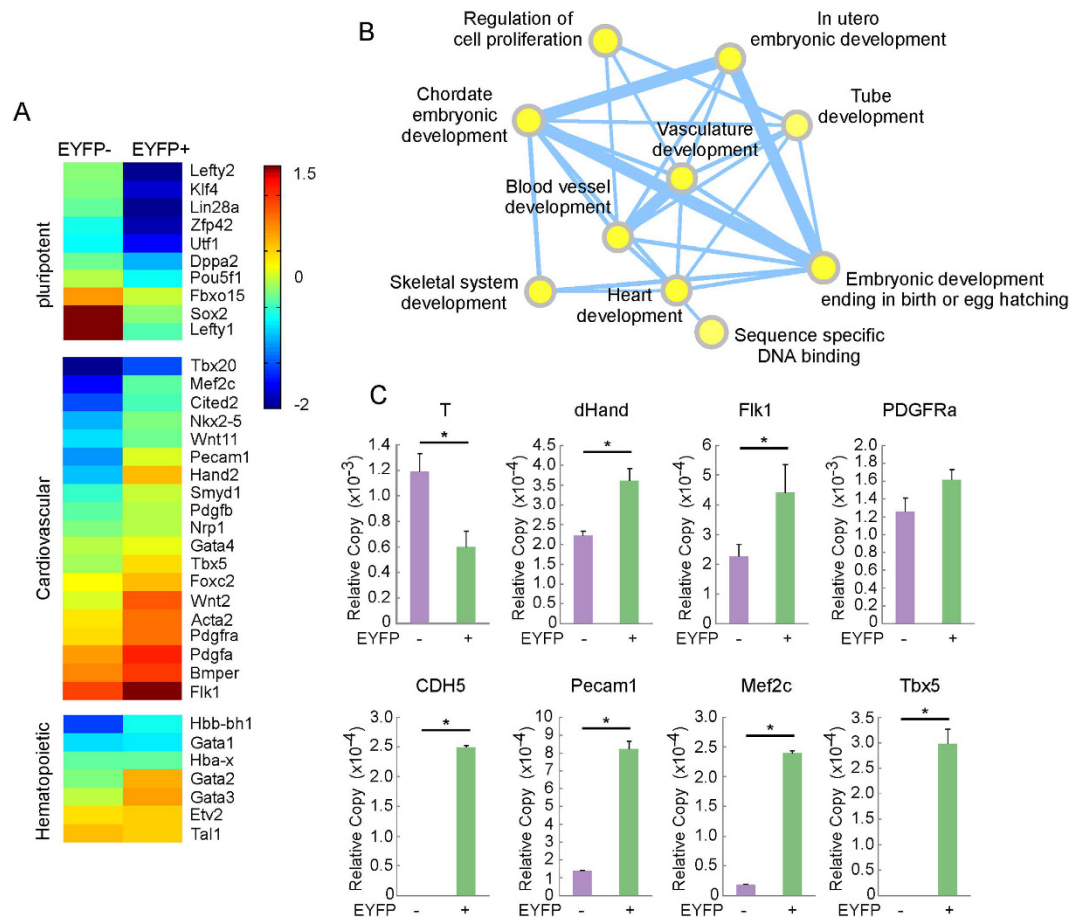 A
EYFP- EYFP+
pluripotent
Lefty2
Klf4
Lin28a
Zfp42
Utf1
Dppa2
Pou5f1
Fbxo15
Sox2
Lefty1
Cardiovascular
Tbx20
Mef2c
Cited2
Nkx2-5
Wnt11
Pecam1
Hand2
Smyd1
Pdgfb
Nrp1
Gata4
Tbx5
Foxc2
Wnt2
Acta2
Pdgfra
Pdgfa
Bmper
Flk1
Hematopoietic
Hbb-bh1
Gata1
Hba-x
Gata2
Gata3
Etv2
Tal1
1.5
0
-2
B
Regulation of
cell proliferation
In utero
embryonic development
Chordate
embryonic
development
Tube
development
Vasculature
development
Blood vessel
development
Skeletal system
development
Heart
development
Embryonic development
ending in birth or egg hatching
Sequence specific
DNA binding
C
T
Relative Copy (x10⁻³)
1.4
1.2
1.0
0.8
0.6
0.4
0.2
0
*
EYFP - +
dHand
Relative Copy (x10⁻⁴)
4.5
4.0
3.5
3.0
2.5
2.0
1.5
1.0
0.5
0
*
EYFP - +
Flk1
Relative Copy (x10⁻⁴)
6
5
4
3
2
1
0
*
EYFP - +
PDGFRa
Relative Copy (x10⁻³)
2.0
1.8
1.6
1.4
1.2
1.0
0.8
0.6
0.4
0.2
0
EYFP - +
CDH5
Relative Copy (x10⁻⁴)
3.0
2.5
2.0
1.5
1.0
0.5
0
*
EYFP - +
Pecam1
Relative Copy (x10⁻⁴)
10
9
8
7
6
5
4
3
2
1
0
*
EYFP - +
Mef2c
Relative Copy (x10⁻⁴)
3.0
2.5
2.0
1.5
1.0
0.5
0
*
EYFP - +
Tbx5
Relative Copy (x10⁻⁴)
3.5
3.0
2.5
2.0
1.5
1.0
0.5
0
*
EYFP - +